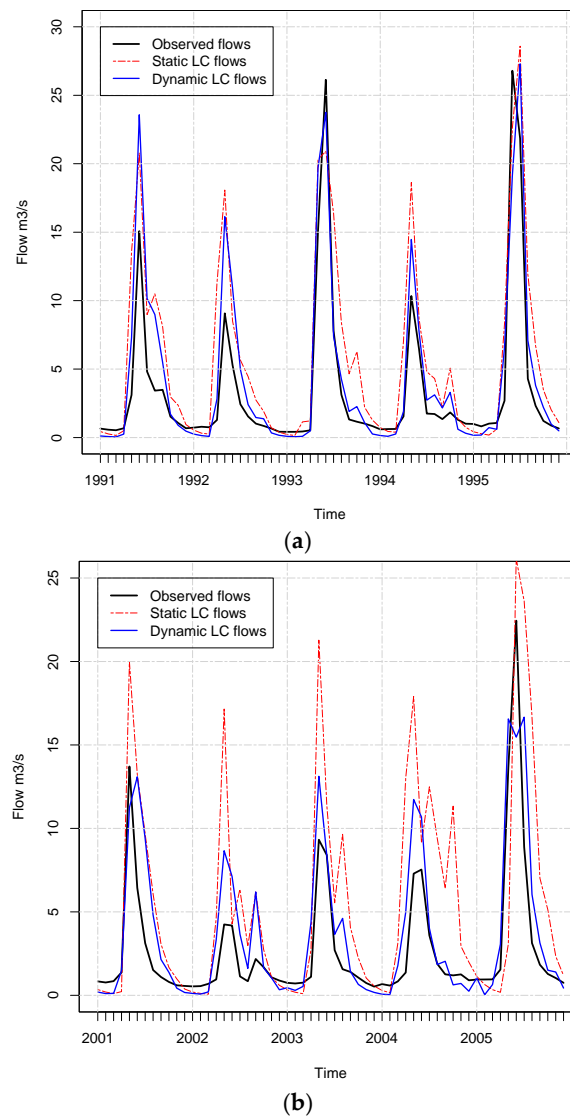 30
25
20
15
10
5
0
Flow m3/s
Observed flows
Static LC flows
Dynamic LC flows
1991 1992 1993 1994 1995
Time
(a)
25
20
15
10
5
0
Flow m3/s
Observed flows
Static LC flows
Dynamic LC flows
2001 2002 2003 2004 2005
Time
(b)